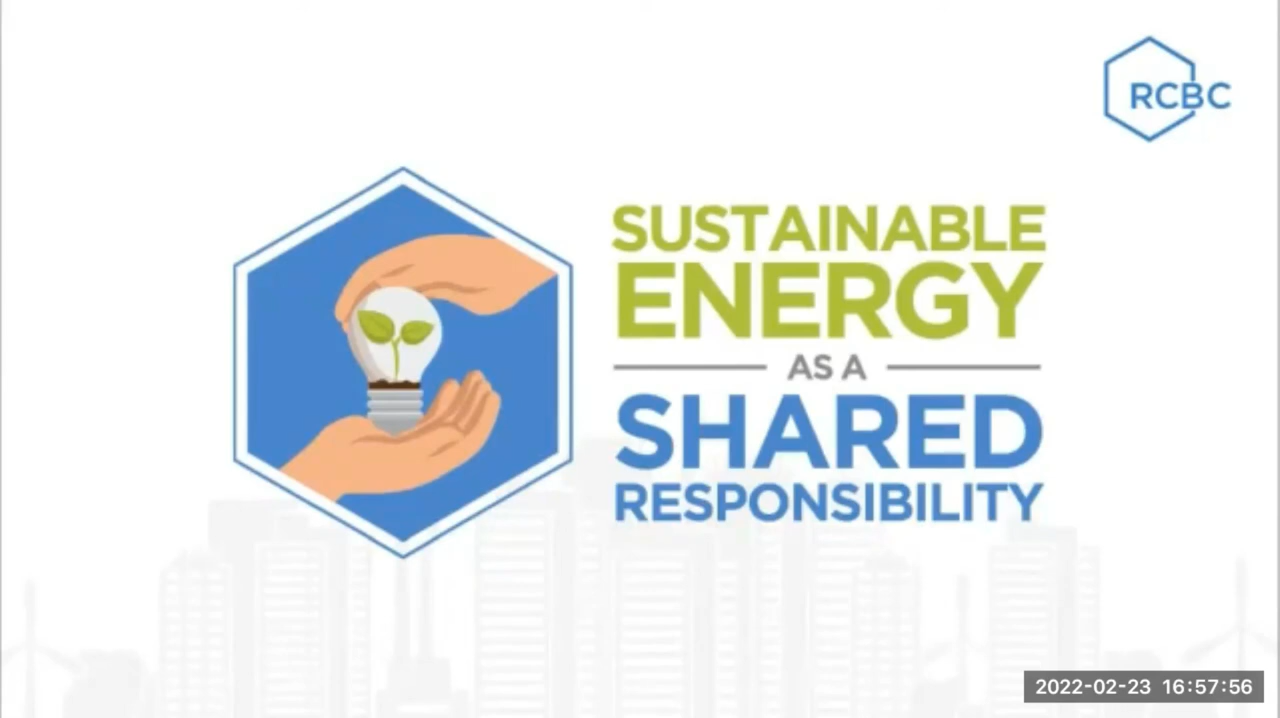 RCBC
SUSTAINABLE
ENERGY
AS A
SHARED
RESPONSIBILITY
2022-02-23 16:57:56